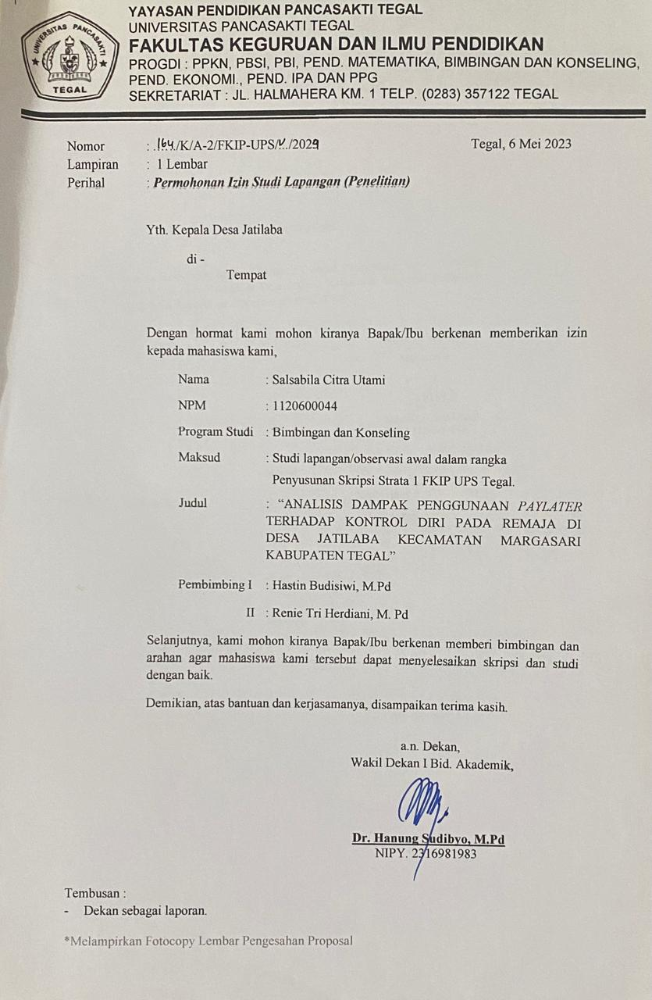 YAYASAN PENDIDIKAN PANCASAKTI TEGAL
UNIVERSITAS PANCASAKTI TEGAL
FAKULTAS KEGURUAN DAN ILMU PENDIDIKAN
PROGDI : PPKN, PBSI, PBI, PEND. MATEMATIKA, BIMBINGAN DAN KONSELING,
PEND. EKONOMI., PEND. IPA DAN PPG
SEKRETARIAT : JL. HALMAHERA KM. 1 TELP. (0283) 357122 TEGAL
UNIVERSITAS PANCASAKTI
TEGAL
Nomor : .164./K/A-2/FKIP-UPS/V./2029
Tegal, 6 Mei 2023
Lampiran : 1 Lembar
Perihal : Permohonan Izin Studi Lapangan (Penelitian)
Yth. Kepala Desa Jatilaba
di -
Tempat
Dengan hormat kami mohon kiranya Bapak/Ibu berkenan memberikan izin
kepada mahasiswa kami,
Nama : Salsabila Citra Utami
NPM : 1120600044
Program Studi : Bimbingan dan Konseling
Maksud : Studi lapangan/observasi awal dalam rangka
Penyusunan Skripsi Strata 1 FKIP UPS Tegal.
Judul : “ANALISIS DAMPAK PENGGUNAAN PAYLATER
TERHADAP KONTROL DIRI PADA REMAJA DI
DESA JATILABA KECAMATAN MARGASARI
KABUPATEN TEGAL”
Pembimbing I : Hastin Budisiwi, M.Pd
II : Renie Tri Herdiani, M. Pd
Selanjutnya, kami mohon kiranya Bapak/Ibu berkenan memberi bimbingan dan
arahan agar mahasiswa kami tersebut dapat menyelesaikan skripsi dan studi
dengan baik.
Demikian, atas bantuan dan kerjasamanya, disampaikan terima kasih.
a.n. Dekan,
Wakil Dekan I Bid. Akademik,
Dr. Hanung Sudibyo, M.Pd
NIPY. 2316981983
Tembusan :
- Dekan sebagai laporan.
*Melampirkan Fotocopy Lembar Pengesahan Proposal